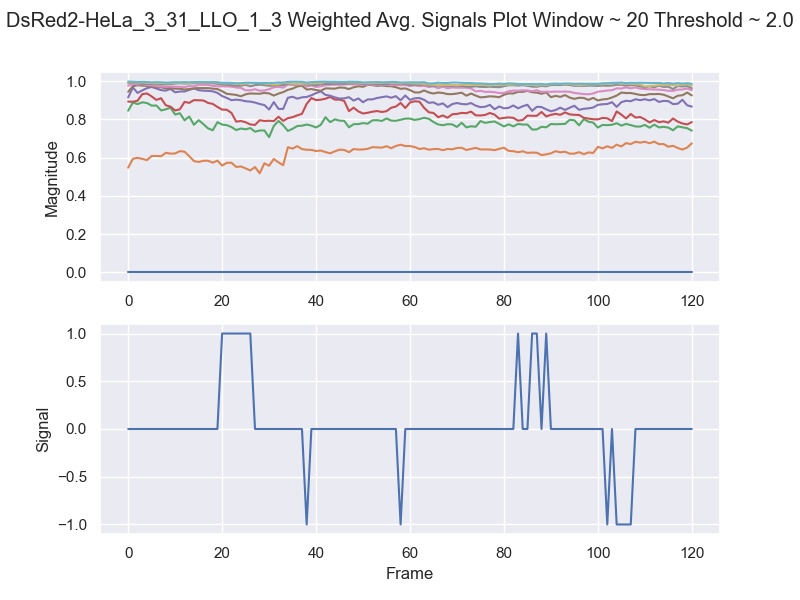 DsRed2-HeLa_3_31_LLO_1_3 Weighted Avg. Signals Plot Window ~ 20 Threshold ~ 2.0
1.0
0.8
0.6
0.4
0.2
0.0
Magnitude
0 20 40 60 80 100 120
1.0
0.5
0.0
−0.5
−1.0
Signal
0 20 40 60 80 100 120
Frame